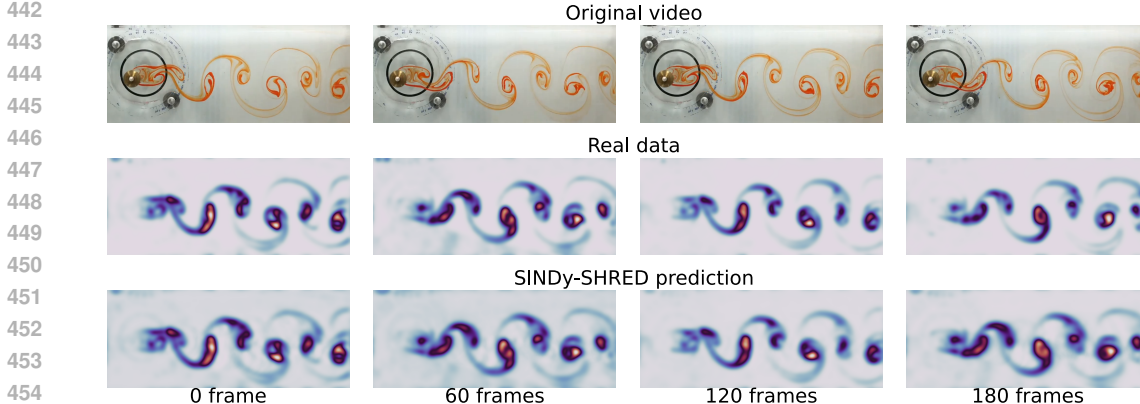 442
Original video
443
444
445
446
Real data
447
448
449
450
SINDy-SHRED prediction
451
452
453
454
0 frame
60 frames
120 frames
180 frames